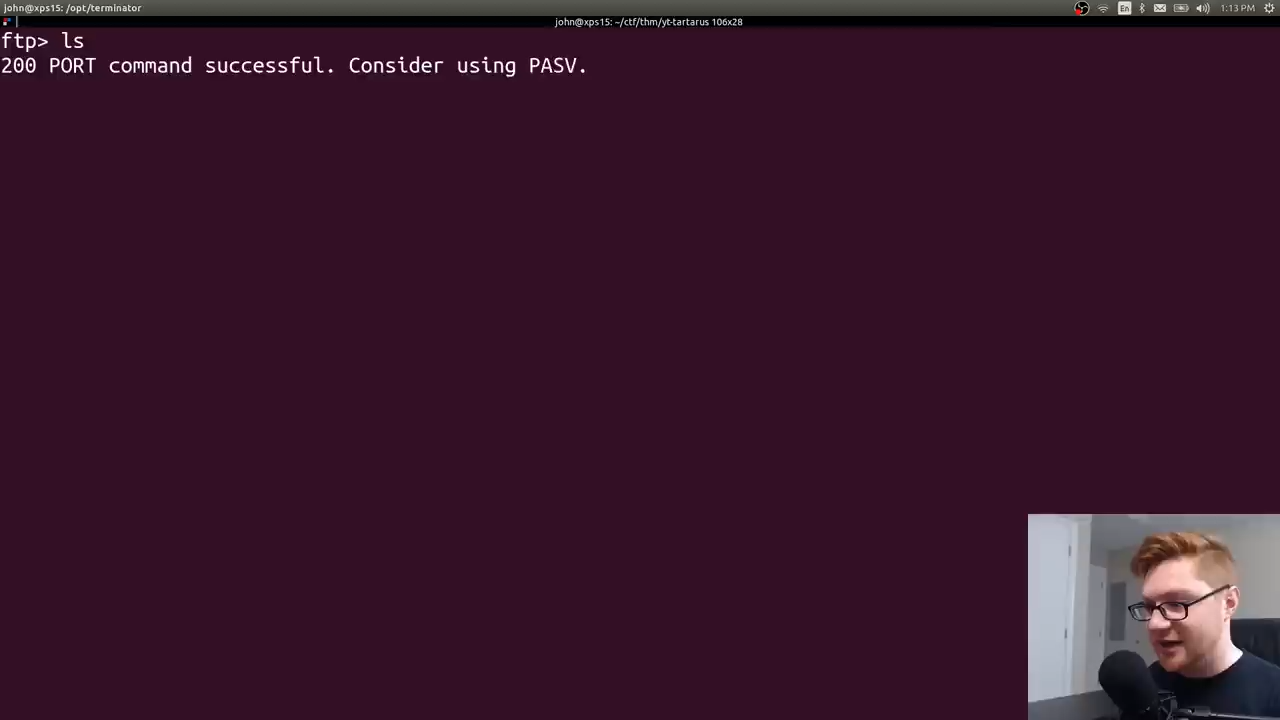 john@xps15: /opt/terminator
En
1:13 PM
john@xps15: ~/ctf/thm/yt-tartarus 106x28
ftp> ls
200 PORT command successful. Consider using PASV.